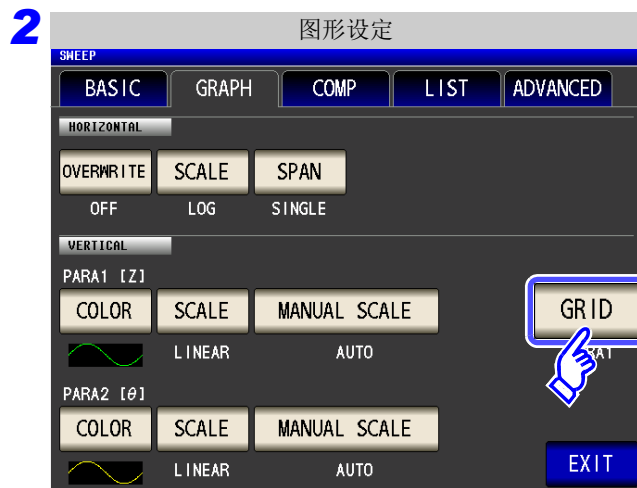 2
图形设定
SWEEP
BASIC GRAPH COMP LIST ADVANCED
HORIZONTAL
OVERWRITE SCALE SPAN
OFF LOG SINGLE
VERTICAL
PARA1 [Z]
COLOR SCALE MANUAL SCALE GRID
LINEAR AUTO
PARA2 [θ]
COLOR SCALE MANUAL SCALE
LINEAR AUTO EXIT